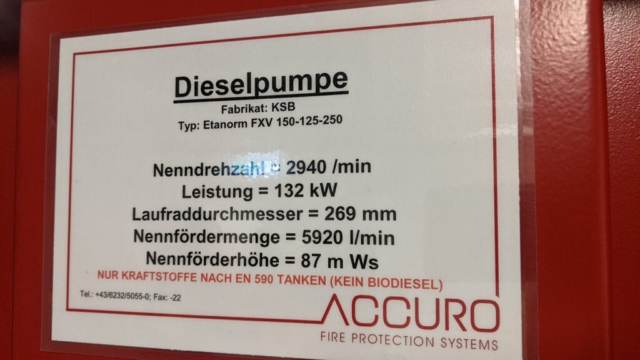 Dieselpumpe
Fabrikat: KSB
Typ: Etanorm FXV 150-125-250
Nenndrehzahl = 2940 /min
Leistung = 132 kW
Laufraddurchmesser = 269 mm
Nennfördermenge = 5920 l/min
Nennförderhöhe = 87 m Ws
NUR KRAFTSTOFFE NACH EN 590 TANKEN (KEIN BIODIESEL)
Tel.: +43/6232/5055-0; Fax: -22
ACCURO
FIRE PROTECTION SYSTEMS